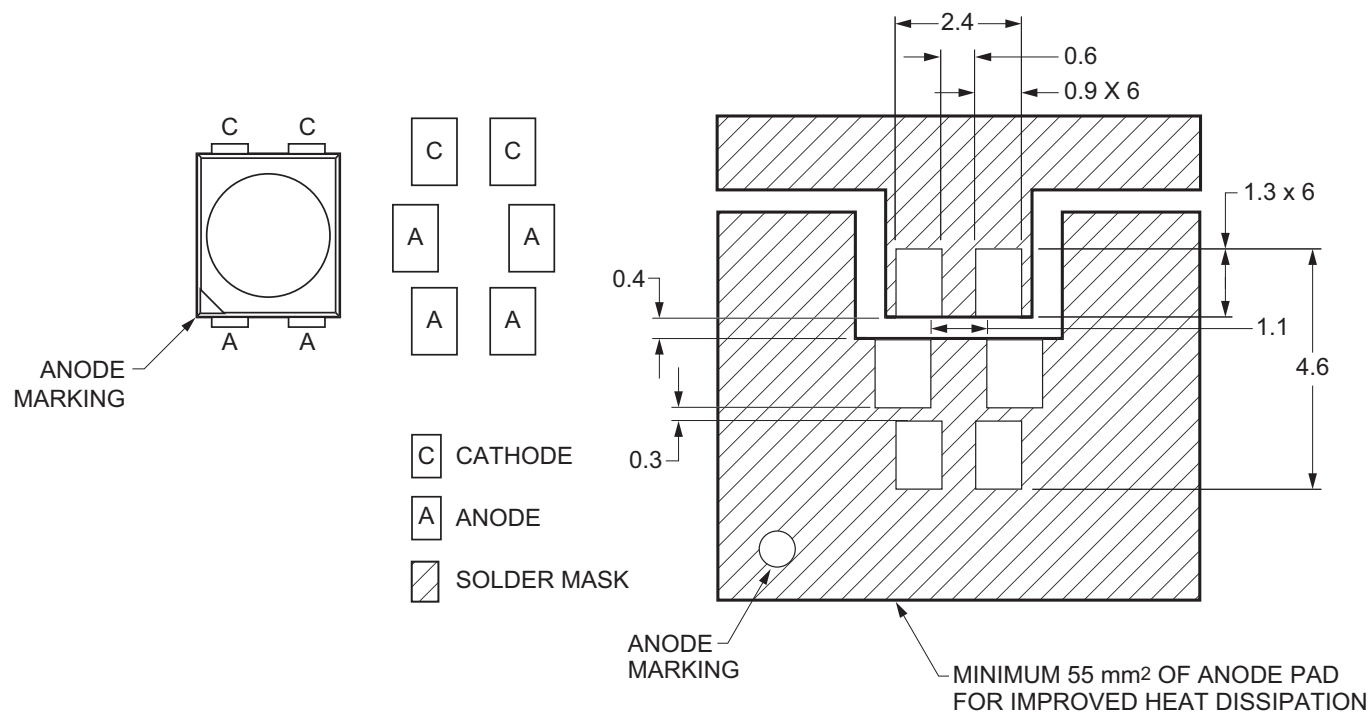 C C
A A
ANODE
MARKING
C C
A A
A A
C CATHODE
A ANODE
SOLDER MASK
2.4
0.6
0.9 X 6
1.3 x 6
0.4
1.1
4.6
0.3
ANODE
MARKING
MINIMUM 55 mm² OF ANODE PAD
FOR IMPROVED HEAT DISSIPATION